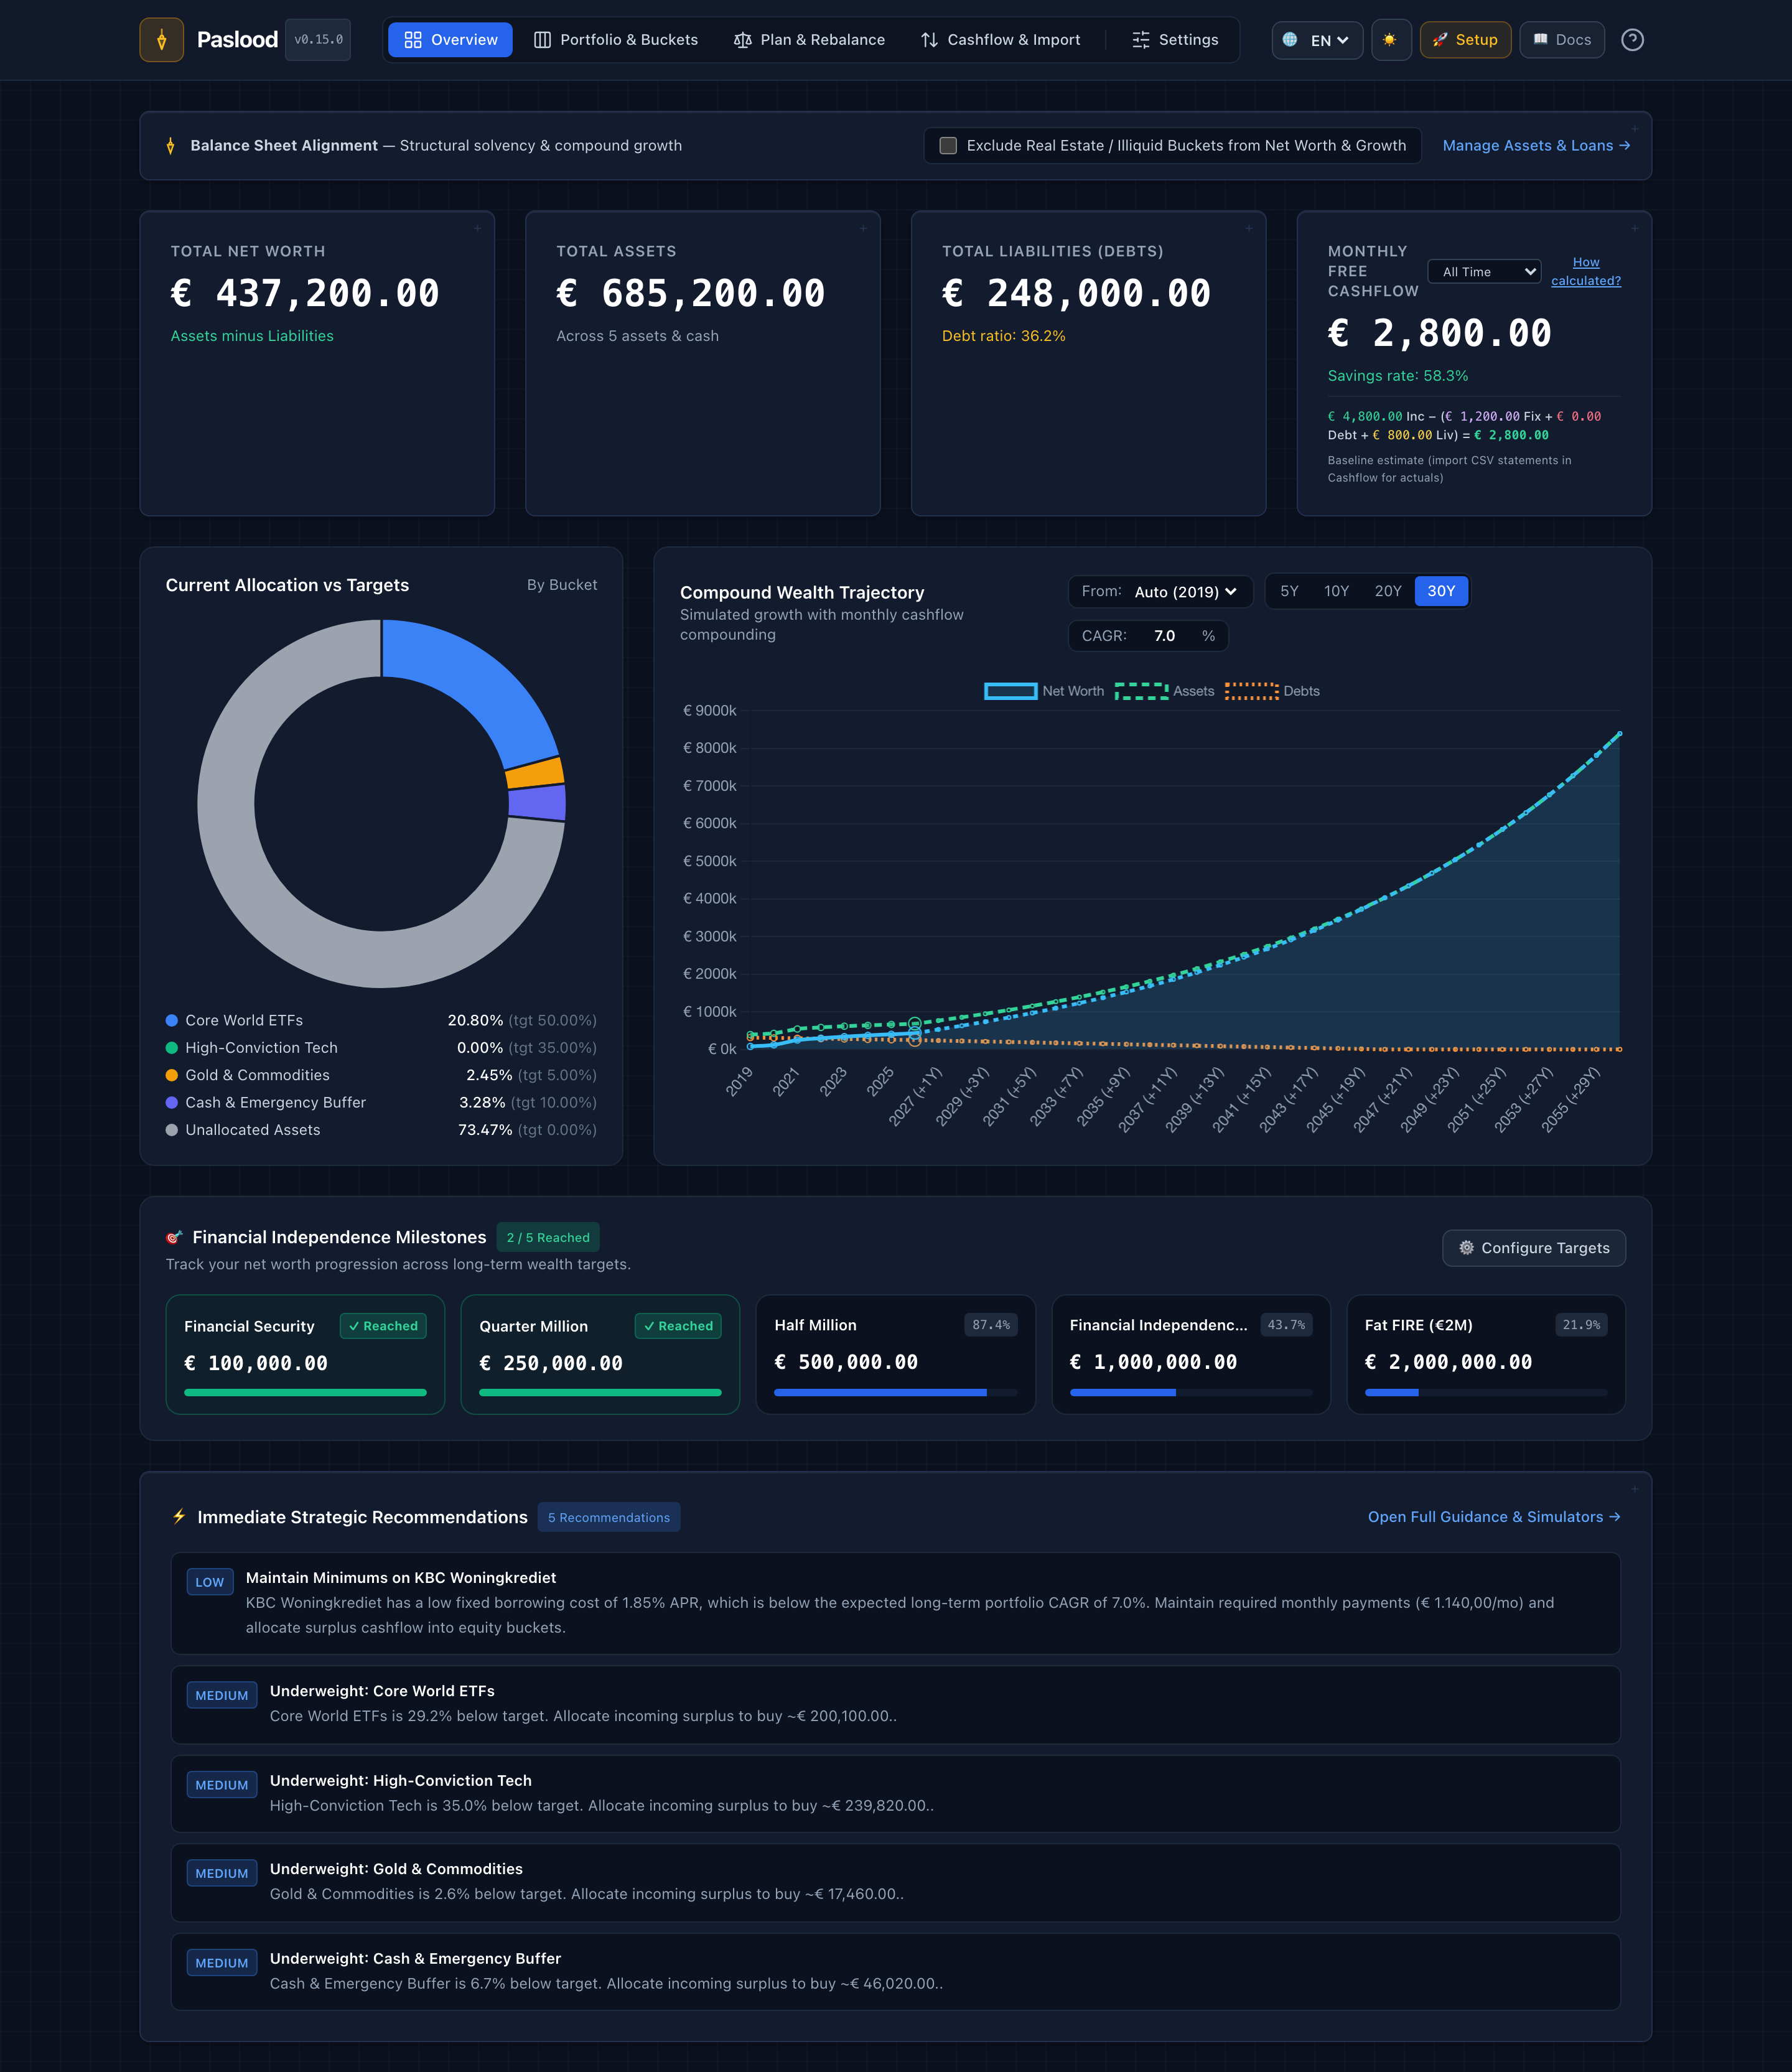 Paslood v0.15.0 Overview Portfolio & Buckets Plan & Rebalance Cashflow & Import Settings EN Setup Docs
Balance Sheet Alignment — Structural solvency & compound growth Exclude Real Estate / Illiquid Buckets from Net Worth & Growth Manage Assets & Loans →
TOTAL NET WORTH
€ 437,200.00
Assets minus Liabilities
TOTAL ASSETS
€ 685,200.00
Across 5 assets & cash
TOTAL LIABILITIES (DEBTS)
€ 248,000.00
Debt ratio: 36.2%
MONTHLY
FREE
CASHFLOW
All Time
How
calculated?
€ 2,800.00
Savings rate: 58.3%
€ 4,800.00 Inc − (€ 1,200.00 Fix + € 0.00
Debt + € 800.00 Liv) = € 2,800.00
Baseline estimate (import CSV statements in
Cashflow for actuals)
Current Allocation vs Targets By Bucket
Core World ETFs 20.80% (tgt 50.00%)
High-Conviction Tech 0.00% (tgt 35.00%)
Gold & Commodities 2.45% (tgt 5.00%)
Cash & Emergency Buffer 3.28% (tgt 10.00%)
Unallocated Assets 73.47% (tgt 0.00%)
Compound Wealth Trajectory
Simulated growth with monthly cashflow
compounding
From: Auto (2019) 5Y 10Y 20Y 30Y
CAGR: 7.0 %
Net Worth Assets Debts
€ 9000k
€ 8000k
€ 7000k
€ 6000k
€ 5000k
€ 4000k
€ 3000k
€ 2000k
€ 1000k
€ 0k
2019
2021
2023
2025
2027 (+1Y)
2029 (+3Y)
2031 (+5Y)
2033 (+7Y)
2035 (+9Y)
2037 (+11Y)
2039 (+13Y)
2041 (+15Y)
2043 (+17Y)
2045 (+19Y)
2047 (+21Y)
2049 (+23Y)
2051 (+25Y)
2053 (+27Y)
2055 (+29Y)
Financial Independence Milestones 2 / 5 Reached
Track your net worth progression across long-term wealth targets.
Configure Targets
Financial Security ✓ Reached
€ 100,000.00
Quarter Million ✓ Reached
€ 250,000.00
Half Million 87.4%
€ 500,000.00
Financial Independenc... 43.7%
€ 1,000,000.00
Fat FIRE (€2M) 21.9%
€ 2,000,000.00
Immediate Strategic Recommendations 5 Recommendations Open Full Guidance & Simulators →
LOW Maintain Minimums on KBC Woningkrediet
KBC Woningkrediet has a low fixed borrowing cost of 1.85% APR, which is below the expected long-term portfolio CAGR of 7.0%. Maintain required monthly payments (€ 1.140,00/mo) and
allocate surplus cashflow into equity buckets.
MEDIUM Underweight: Core World ETFs
Core World ETFs is 29.2% below target. Allocate incoming surplus to buy ~€ 200,100.00..
MEDIUM Underweight: High-Conviction Tech
High-Conviction Tech is 35.0% below target. Allocate incoming surplus to buy ~€ 239,820.00..
MEDIUM Underweight: Gold & Commodities
Gold & Commodities is 2.6% below target. Allocate incoming surplus to buy ~€ 17,460.00..
MEDIUM Underweight: Cash & Emergency Buffer
Cash & Emergency Buffer is 6.7% below target. Allocate incoming surplus to buy ~€ 46,020.00..